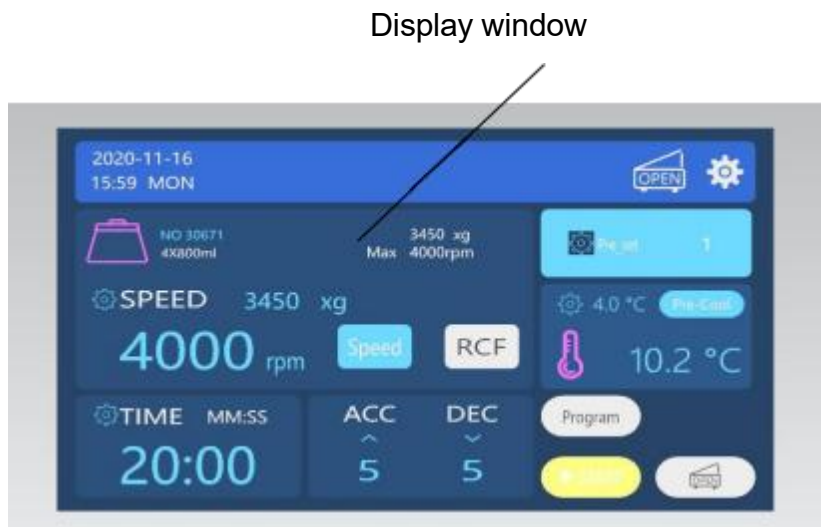 Display window
2020-11-16
15:59 MON
OPEN
NO 30671
4X800ml
3450 xg
Max 4000rpm
Pre_set 1
SPEED 3450 xg
4000 rpm
Speed
RCF
4.0 °C
Pre-Cool
10.2 °C
TIME MM:SS
20:00
ACC
5
DEC
5
Program
OPEN